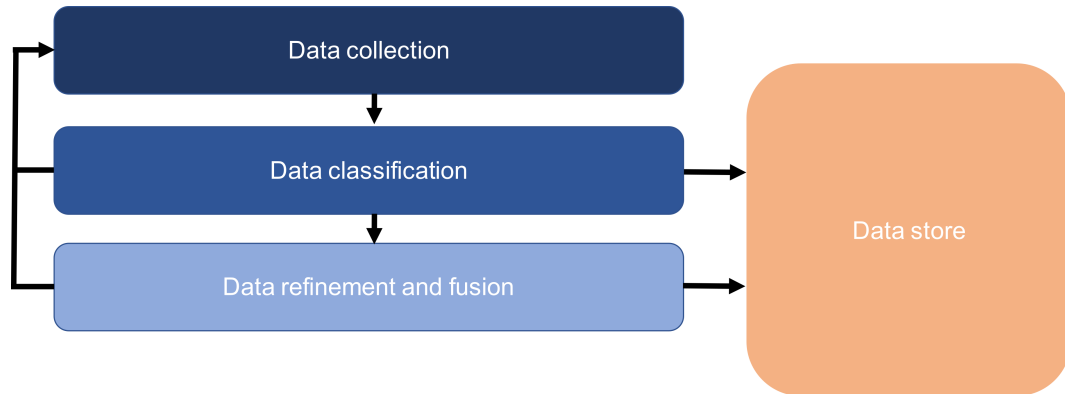 Data collection
Data classification
Data store
Data refinement and fusion